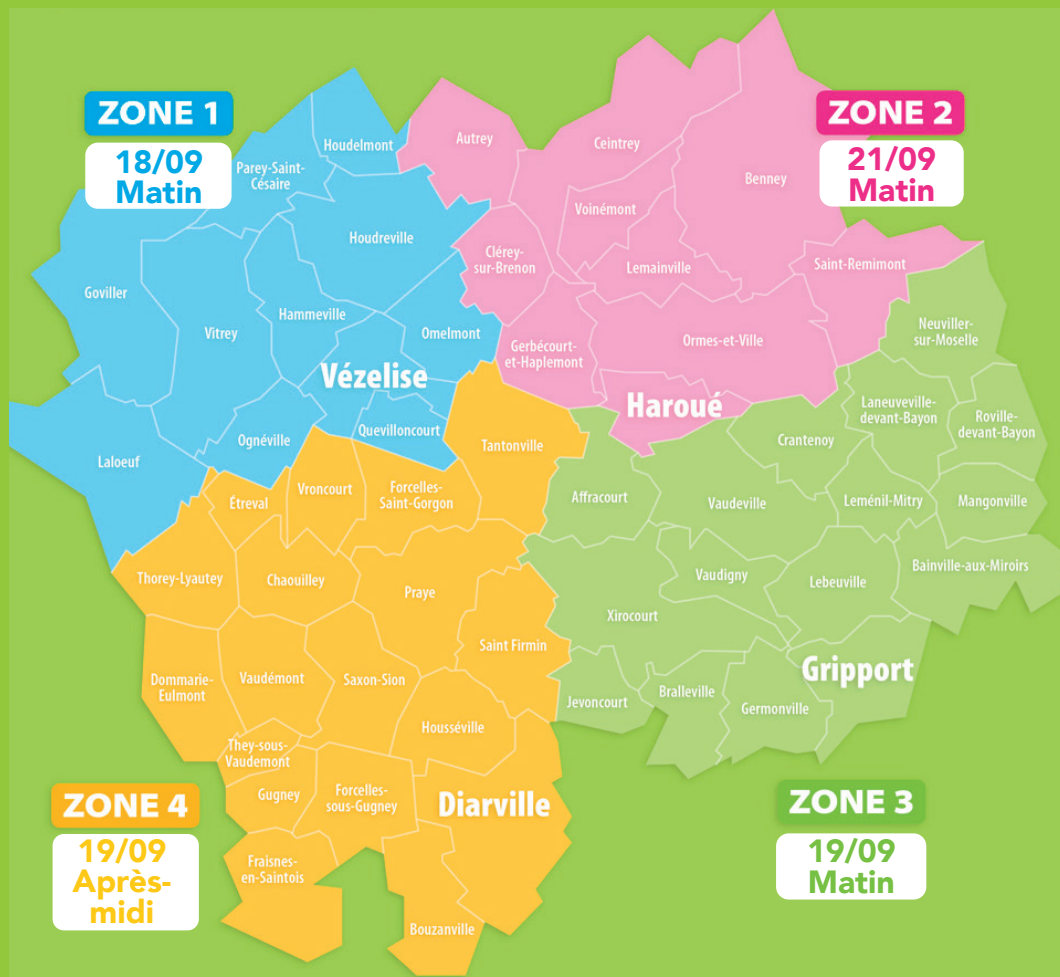 ZONE 1
18/09
Matin
ZONE 2
21/09
Matin
Houdelmont
Parey-Saint-
Césaire
Houdreville
Goviller
Vitrey
Hammeville
Omelmont
Vézelise
Quevilloncourt
Ognéville
Laloeuf
Autrey
Ceintrey
Benney
Voinémont
Clérey-
sur-Brenon
Lemainville
Saint-Remimont
Gerbécourt-
et-Haplemont
Ormes-et-Ville
Haroué
Neuviller-
sur-Moselle
Laneuveville-
devant-Bayon
Roville-
devant-Bayon
Crantenoy
Affracourt
Vaudeville
Leménil-Mitry
Mangonville
Vaudigny
Lebeuville
Bainville-aux-Miroirs
Xirocourt
Gripport
Jevoncourt
Bralleville
Germonville
Tantonville
Étreval
Vroncourt
Forcelles-
Saint-Gorgon
Thorey-Lyautey
Chaouilley
Praye
Saint Firmin
Dommarie-
Eulmont
Vaudémont
Saxon-Sion
Housséville
They-sous-
Vaudemont
Gugney
Forcelles-
sous-Gugney
Diarville
Fraisnes-
en-Saintois
Bouzanville
ZONE 4
19/09
Après-
midi
ZONE 3
19/09
Matin